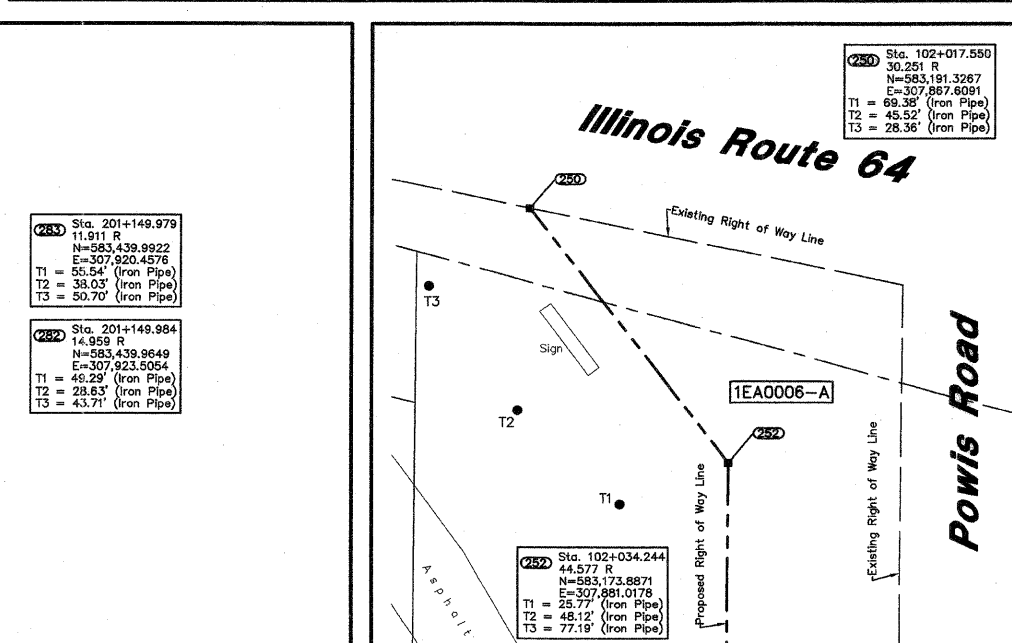 283
Sta. 201+149.979
11.911 R
N=583,439.9922
E=307,920.4576
T1 = 55.54' (Iron Pipe)
T2 = 38.03' (Iron Pipe)
T3 = 50.70' (Iron Pipe)
282
Sta. 201+149.984
14.959 R
N=583,439.9649
E=307,923.5054
T1 = 49.29' (Iron Pipe)
T2 = 28.63' (Iron Pipe)
T3 = 43.71' (Iron Pipe)
250
Sta. 102+017.550
30.251 R
N=583,191.3267
E=307,867.6091
T1 = 69.38' (Iron Pipe)
T2 = 45.52' (Iron Pipe)
T3 = 28.36' (Iron Pipe)
Illinois Route 64
250
Existing Right of Way Line
T3
Sign
1EA0006-A
Powis Road
T2
252
T1
Proposed Right of Way Line
Existing Right of Way Line
252
Sta. 102+034.244
44.577 R
N=583,173.8871
E=307,881.0178
T1 = 25.77' (Iron Pipe)
T2 = 48.12' (Iron Pipe)
T3 = 77.19' (Iron Pipe)
Asphalt